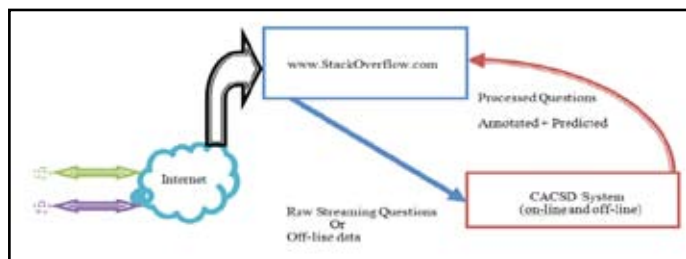 www.StackOverflow.com
Processed Questions
Annotated + Predicted
Internet
CACSD System
(on-line and off-line)
Raw Streaming Questions
Or
Off-line data